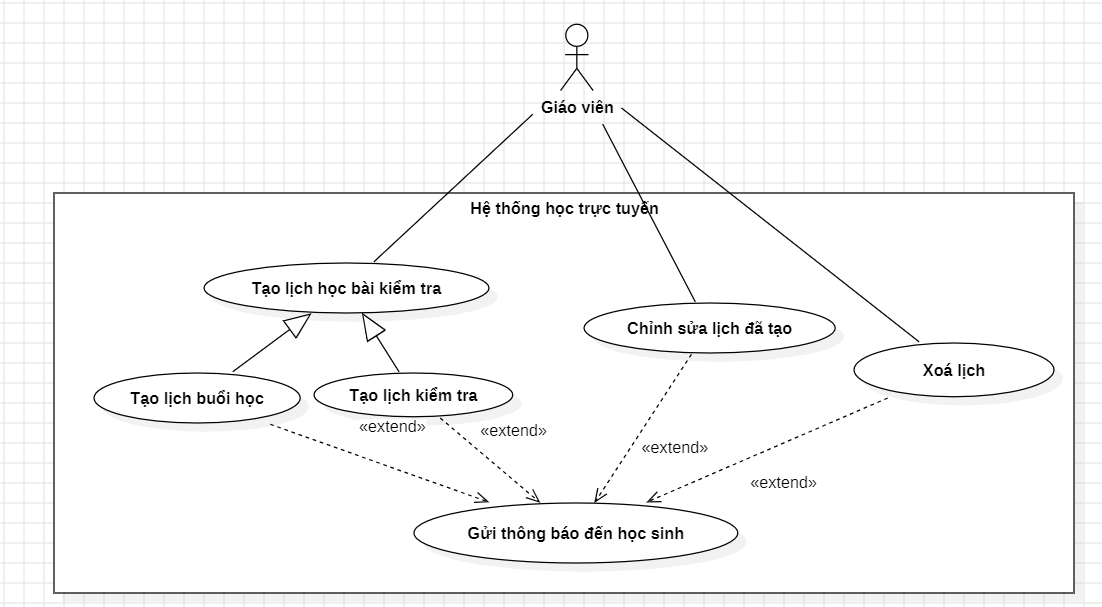 Giáo viên
Hệ thống học trực tuyến
Tạo lịch học bài kiểm tra
Chỉnh sửa lịch đã tạo
Xoá lịch
Tạo lịch buổi học
Tạo lịch kiểm tra
«extend»
«extend»
«extend»
«extend»
Gửi thông báo đến học sinh